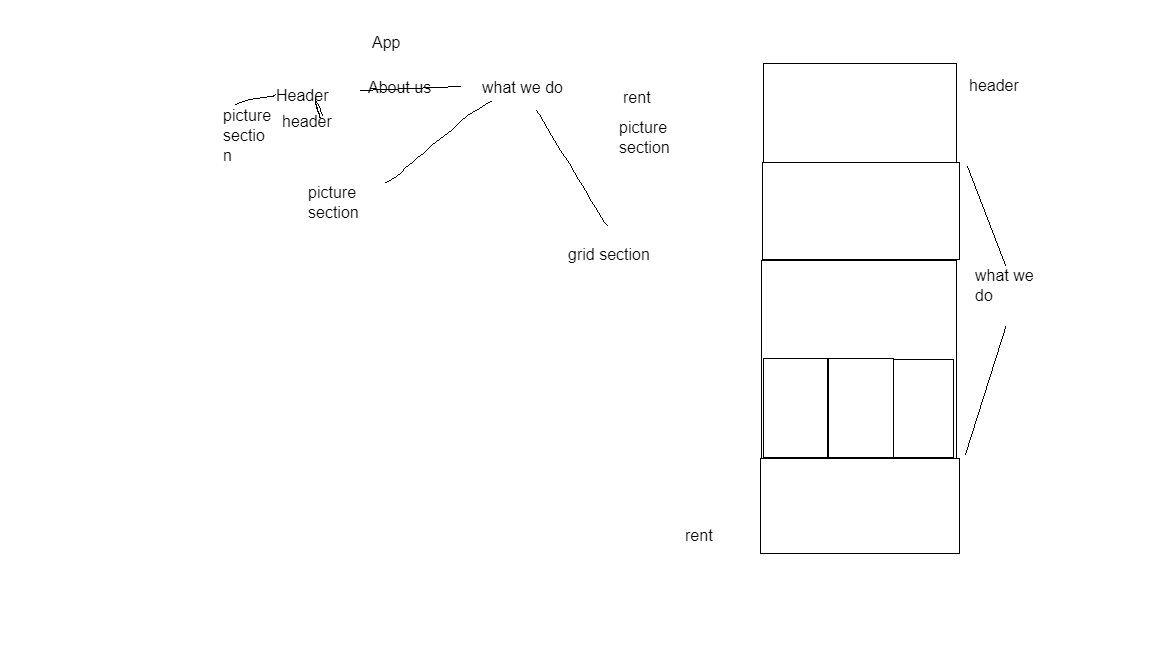 App
Header
About us
what we do
rent
picture
sectio
n
header
picture
section
picture
section
grid section
header
what we
do
rent